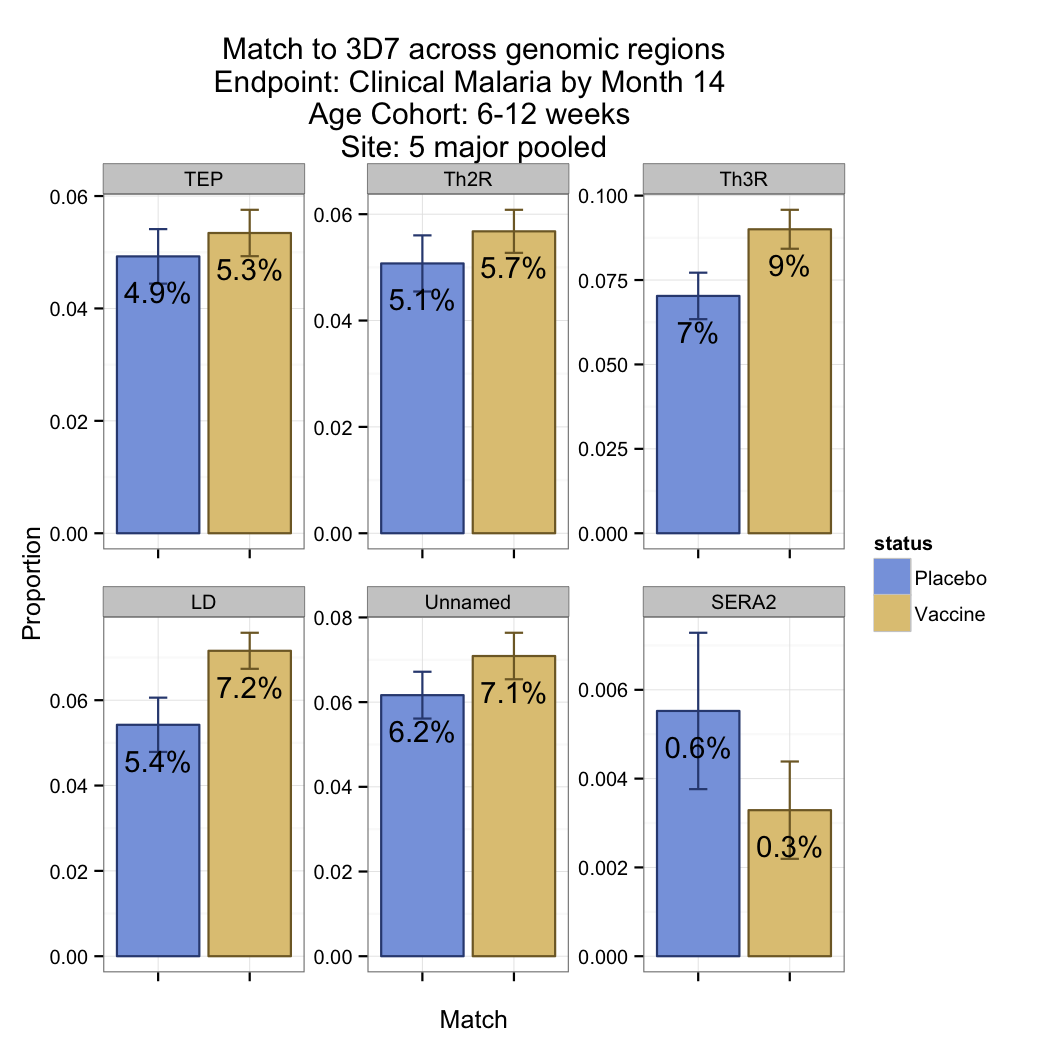 Match to 3D7 across genomic regions
Endpoint: Clinical Malaria by Month 14
Age Cohort: 6-12 weeks
Site: 5 major pooled
TEP
Th2R
Th3R
0.06
0.04
0.02
0.00
4.9%
5.3%
0.06
0.04
0.02
0.00
5.1%
5.7%
0.100
0.075
0.050
0.025
0.000
7%
9%
Proportion
status
Placebo
Vaccine
LD
Unnamed
SERA2
0.06
0.04
0.02
0.00
5.4%
7.2%
0.08
0.06
0.04
0.02
0.00
6.2%
7.1%
0.006
0.004
0.002
0.000
0.6%
0.3%
Match